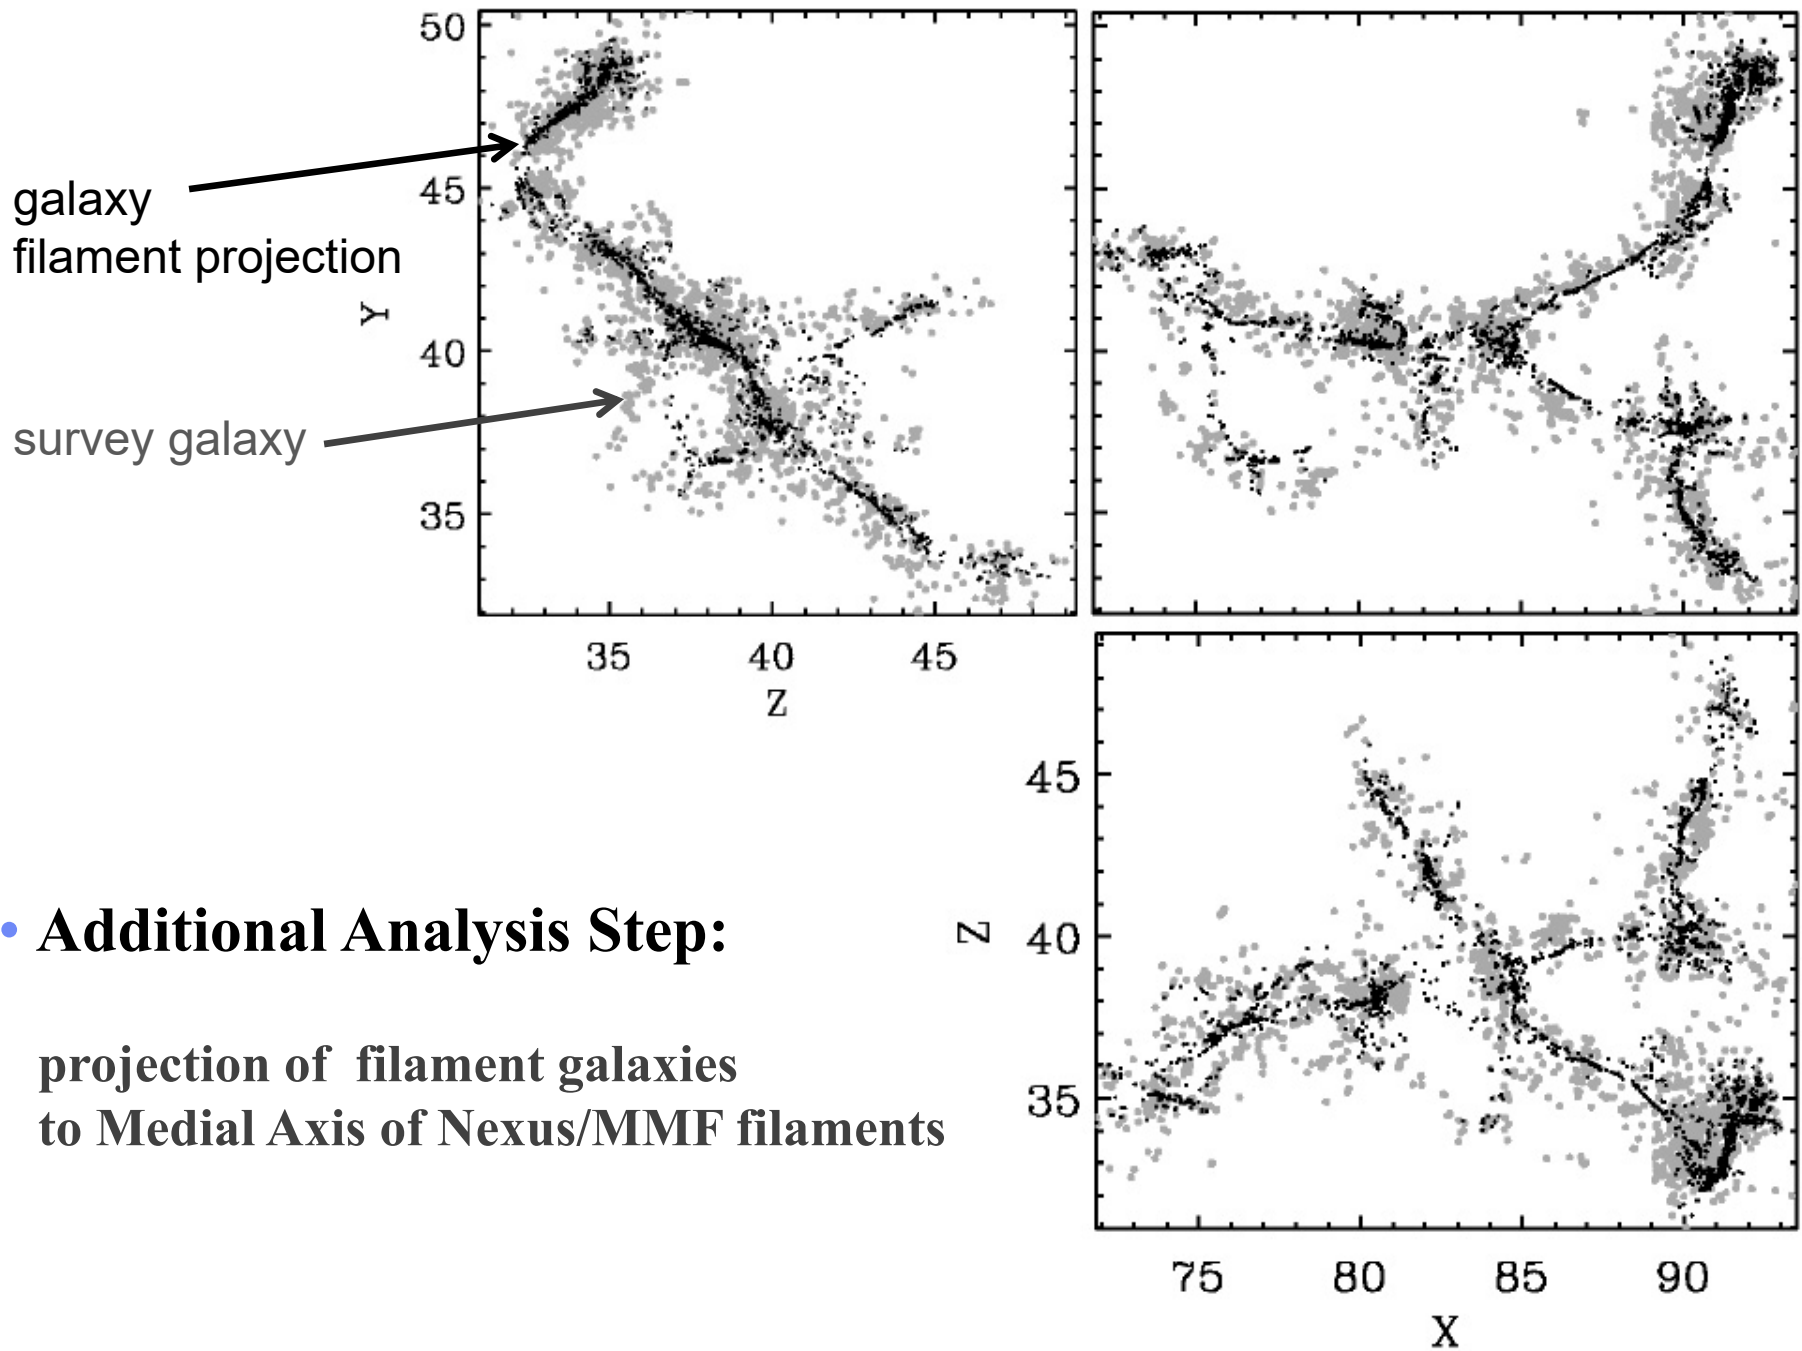 50
galaxy
filament projection
45
Y
40
survey galaxy
35
35 40 45
Z
45
Z
40
35
• Additional Analysis Step:
projection of filament galaxies
to Medial Axis of Nexus/MMF filaments
75 80 85 90
X